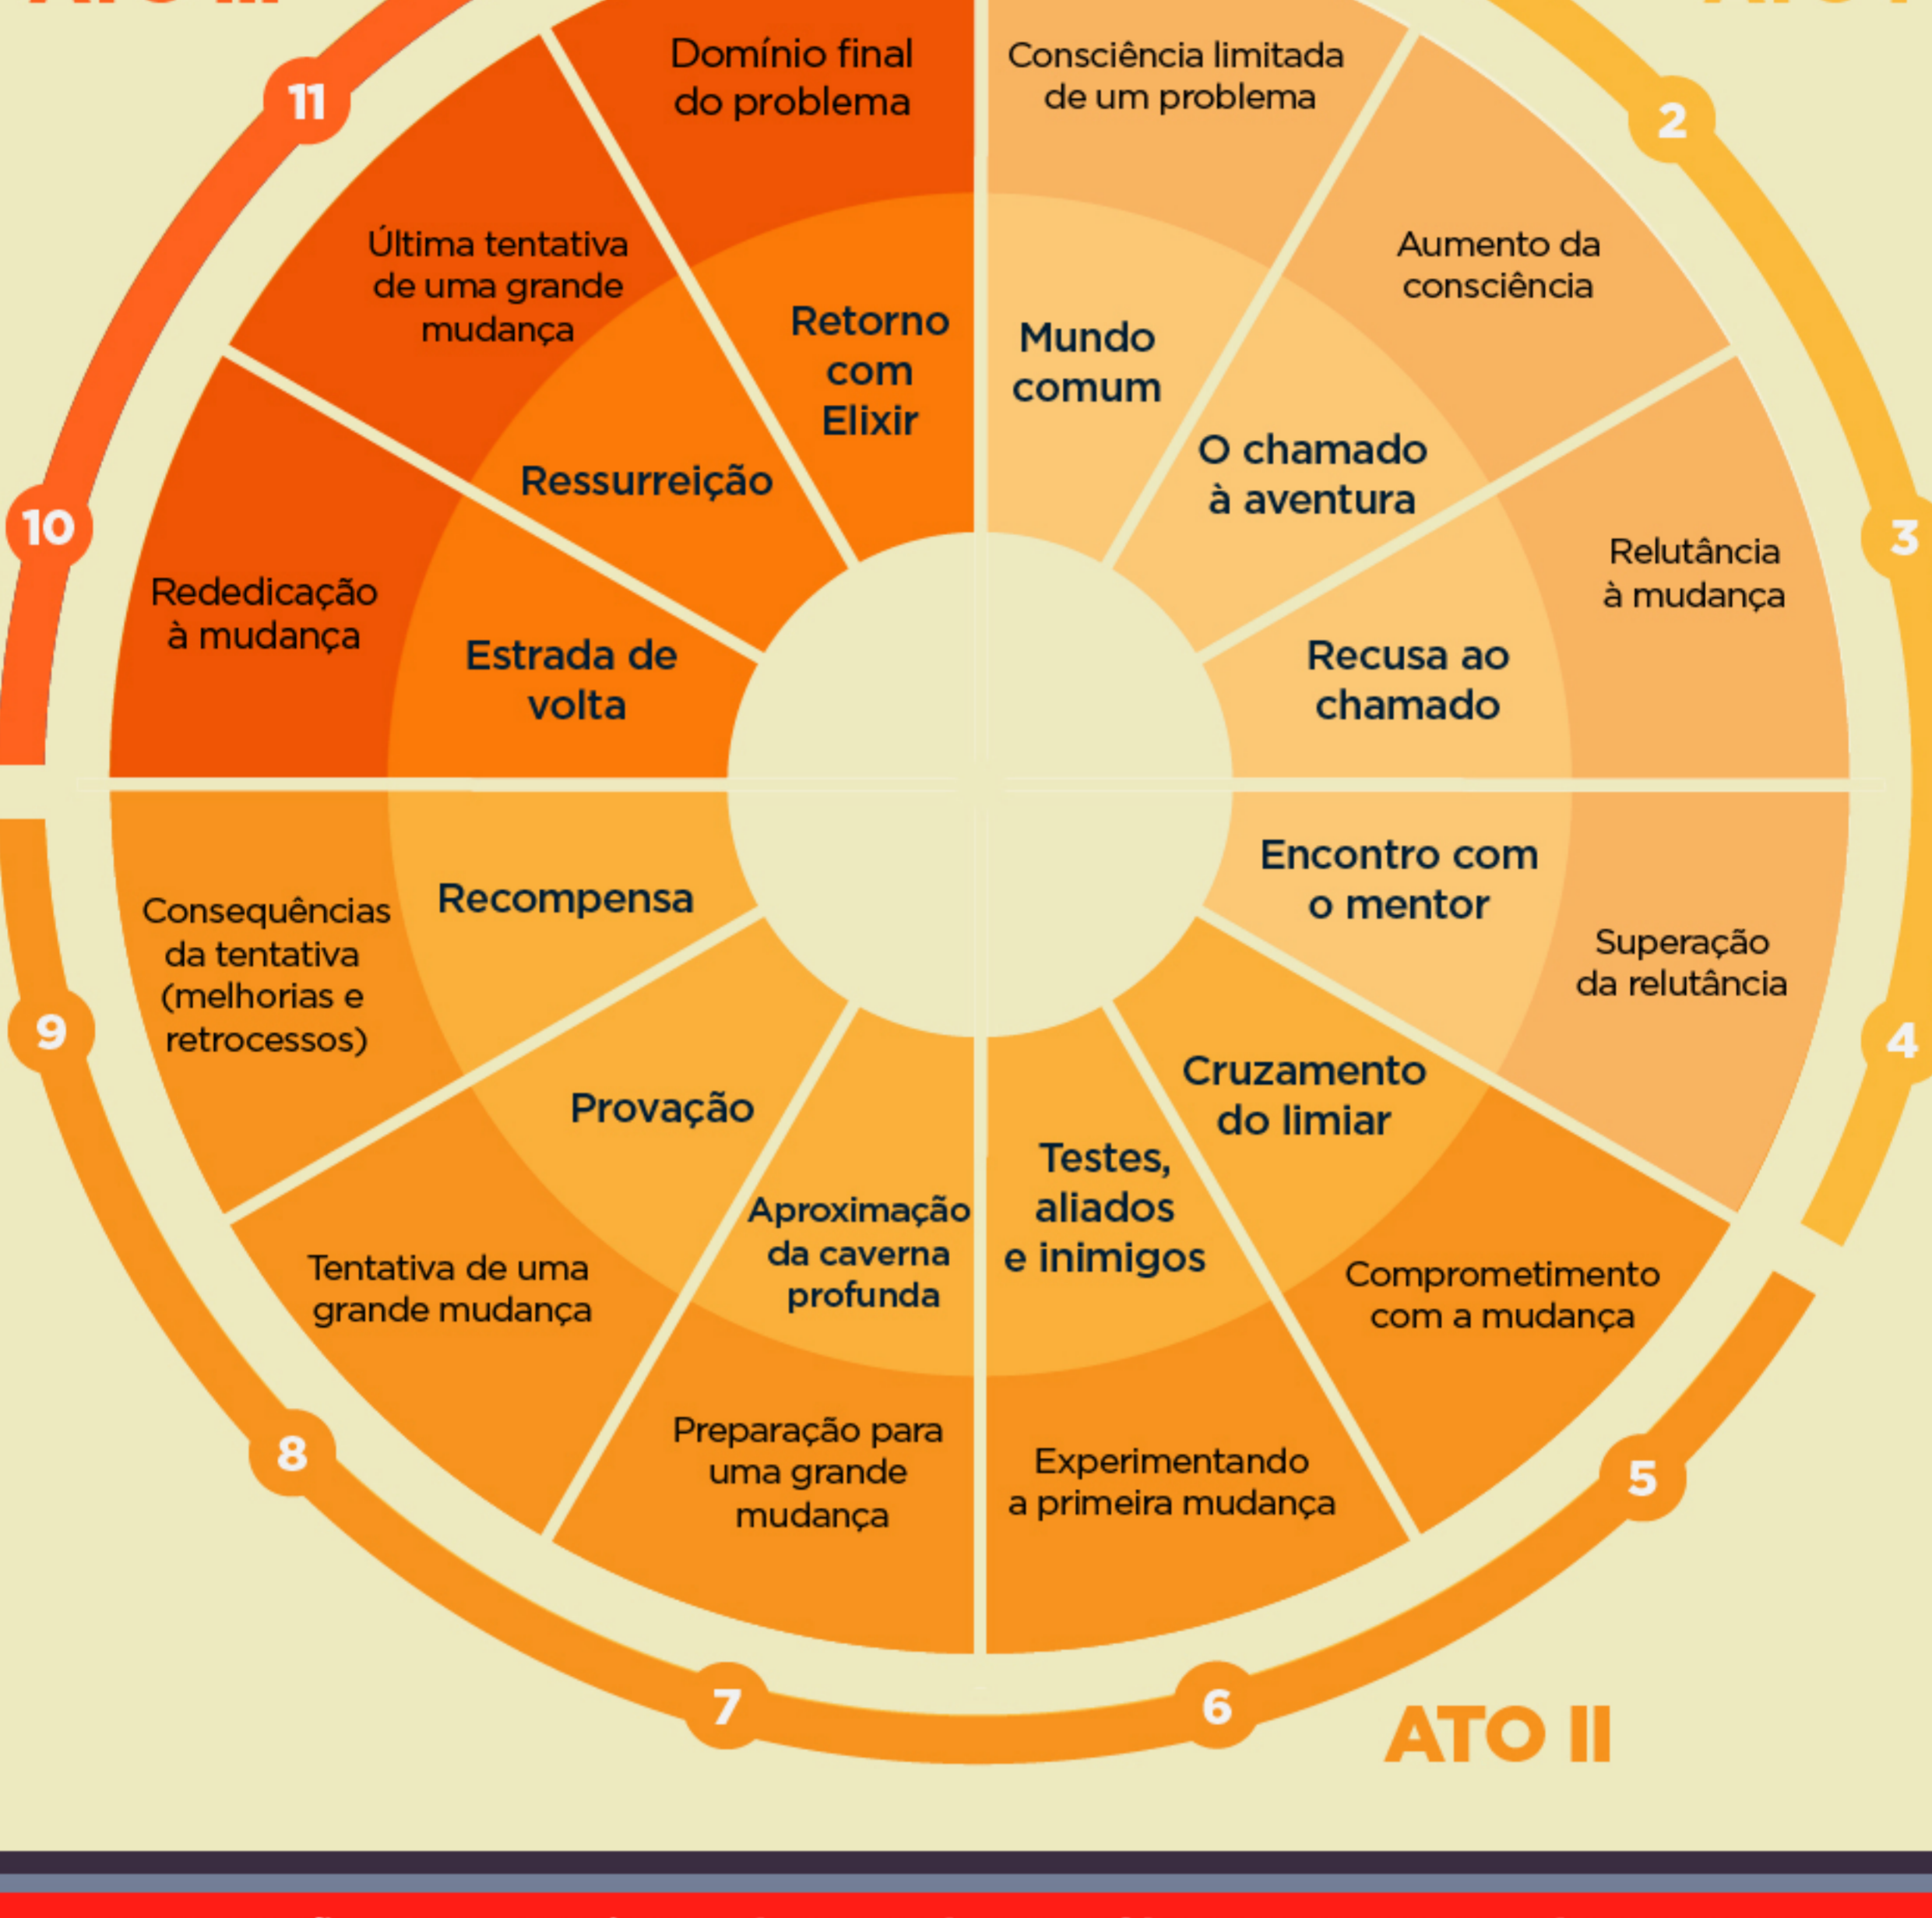 Domínio final
do problema
Consciência limitada
de um problema
11
2
Última tentativa
de uma grande
mudança
Aumento da
consciência
Retorno
com
Elixir
Mundo
comum
Ressurreição
O chamado
à aventura
10
3
Rededicação
à mudança
Relutância
à mudança
Estrada de
volta
Recusa ao
chamado
Consequências
da tentativa
(melhorias e
retrocessos)
Recompensa
Encontro com
o mentor
Superação
da relutância
9
4
Provação
Cruzamento
do limiar
Aproximação
da caverna
profunda
Testes,
aliados
e inimigos
Tentativa de uma
grande mudança
Comprometimento
com a mudança
Preparação para
uma grande
mudança
Experimentando
a primeira mudança
8
5
7
6
ATO II